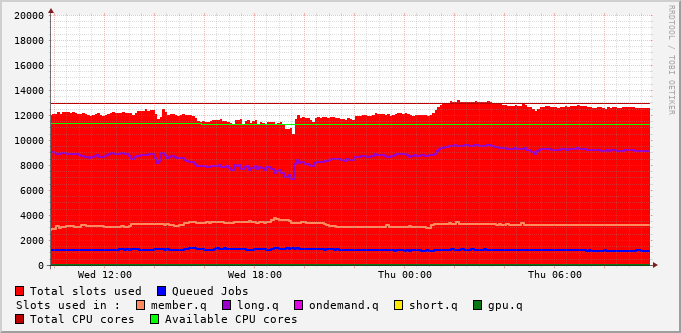 20000
18000
16000
14000
12000
10000
8000
6000
4000
2000
0
Wed 12:00 Wed 18:00 Thu 00:00 Thu 06:00
RRDTOOL / TOBI OETIKER
Total slots used Queued Jobs
Slots used in : member.q long.q ondemand.q short.q gpu.q
Total CPU cores Available CPU cores